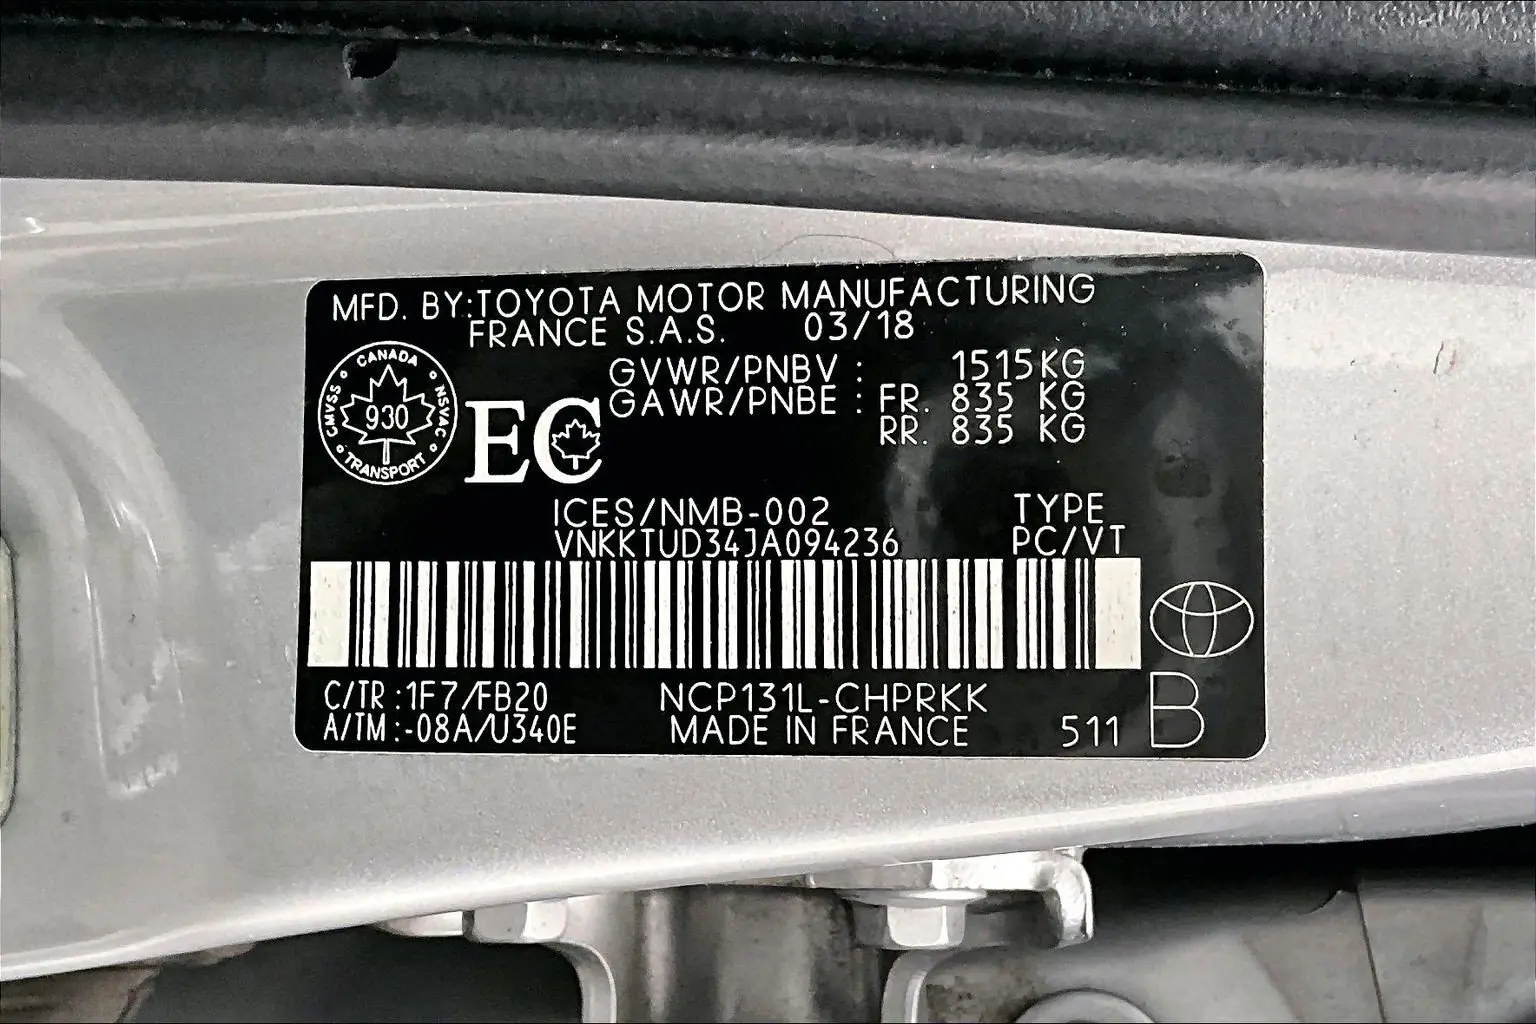 MFD. BY:TOYOTA MOTOR MANUFACTURING
FRANCE S.A.S. 03/18
GVWR/PNBV : 1515KG
GAWR/PNBE : FR. 835 KG
RR. 835 KG
CANADA
CMVSS
930
NSVAC
TRANSPORT
EC
ICES/NMB-002
VNKKTUD34JA094236
TYPE
PC/VT
C/TR :1F7/FB20
A/TM :-08A/U340E
NCP131L-CHPRKK
MADE IN FRANCE
511
B